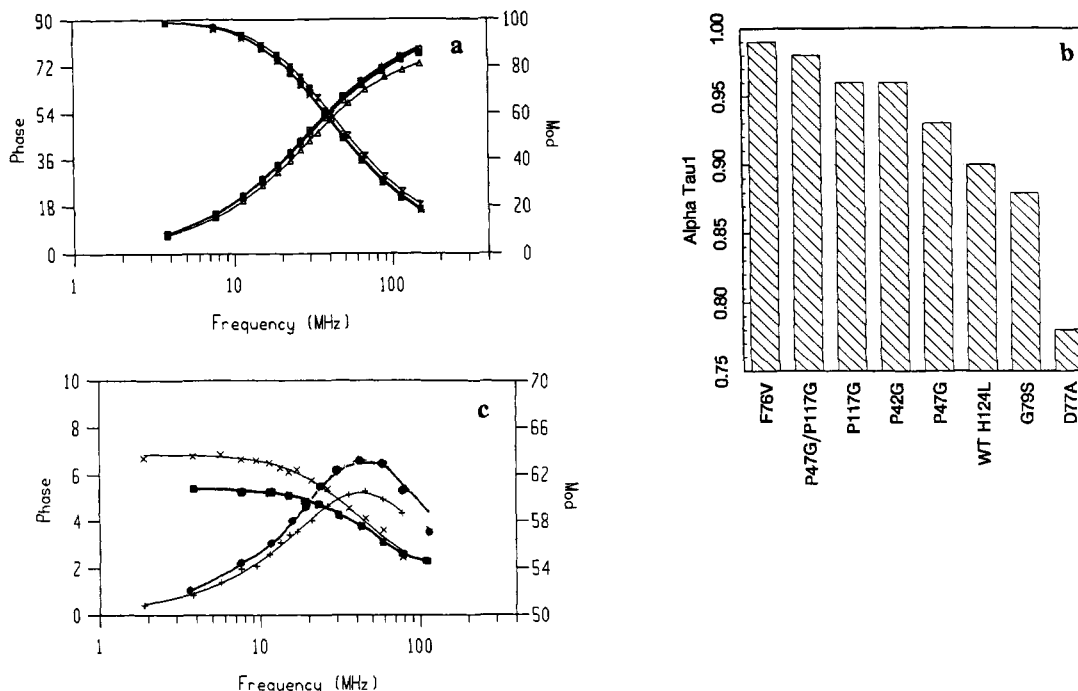 a
90
72
54
36
18
0
Phase
100
80
60
40
20
0
Mod
1
10
100
Frequency (MHz)
b
1.00
0.95
0.90
0.85
0.80
0.75
Alpha Tau1
F76V
P47G/P117G
P117G
P42G
P47G
WT H124L
G79S
D77A
c
10
8
6
4
2
0
Phase
70
66
62
58
54
50
Mod
1
10
100
Frequency (MHz)